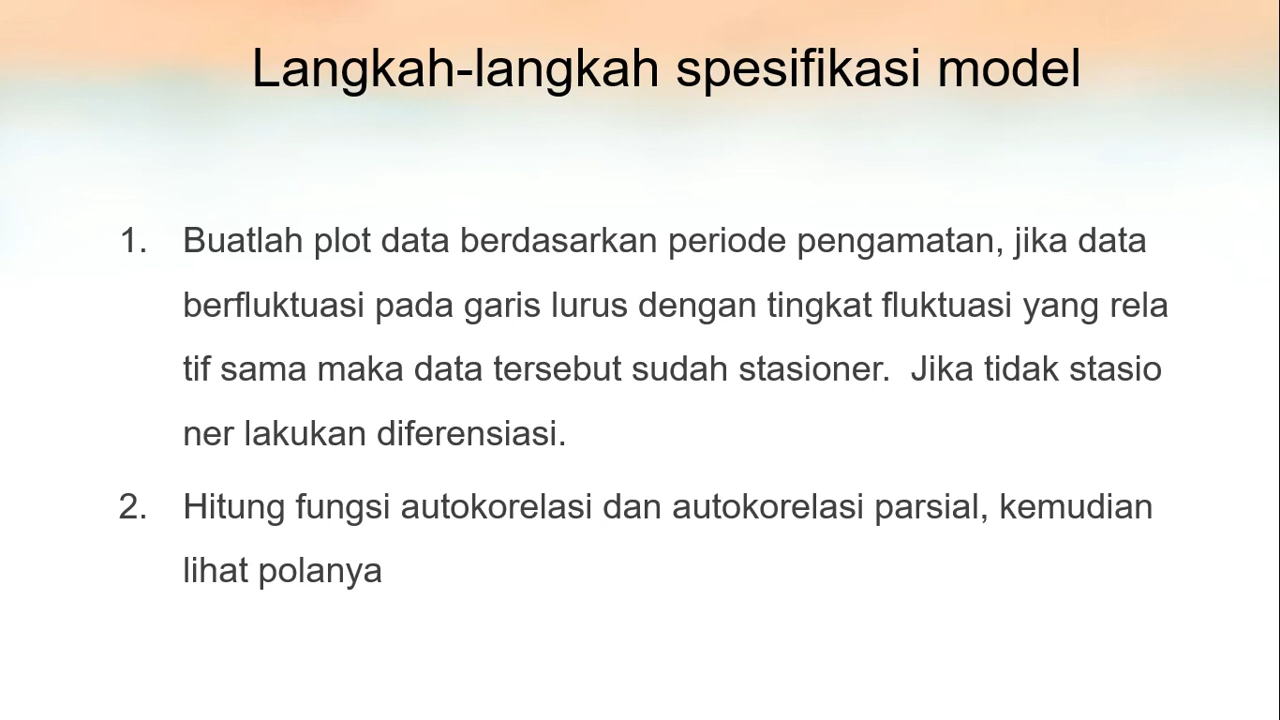 Langkah-langkah spesifikasi model
1. Buatlah plot data berdasarkan periode pengamatan, jika data
berfluktuasi pada garis lurus dengan tingkat fluktuasi yang rela
tif sama maka data tersebut sudah stasioner. Jika tidak stasio
ner lakukan diferensiasi.
2. Hitung fungsi autokorelasi dan autokorelasi parsial, kemudian
lihat polanya